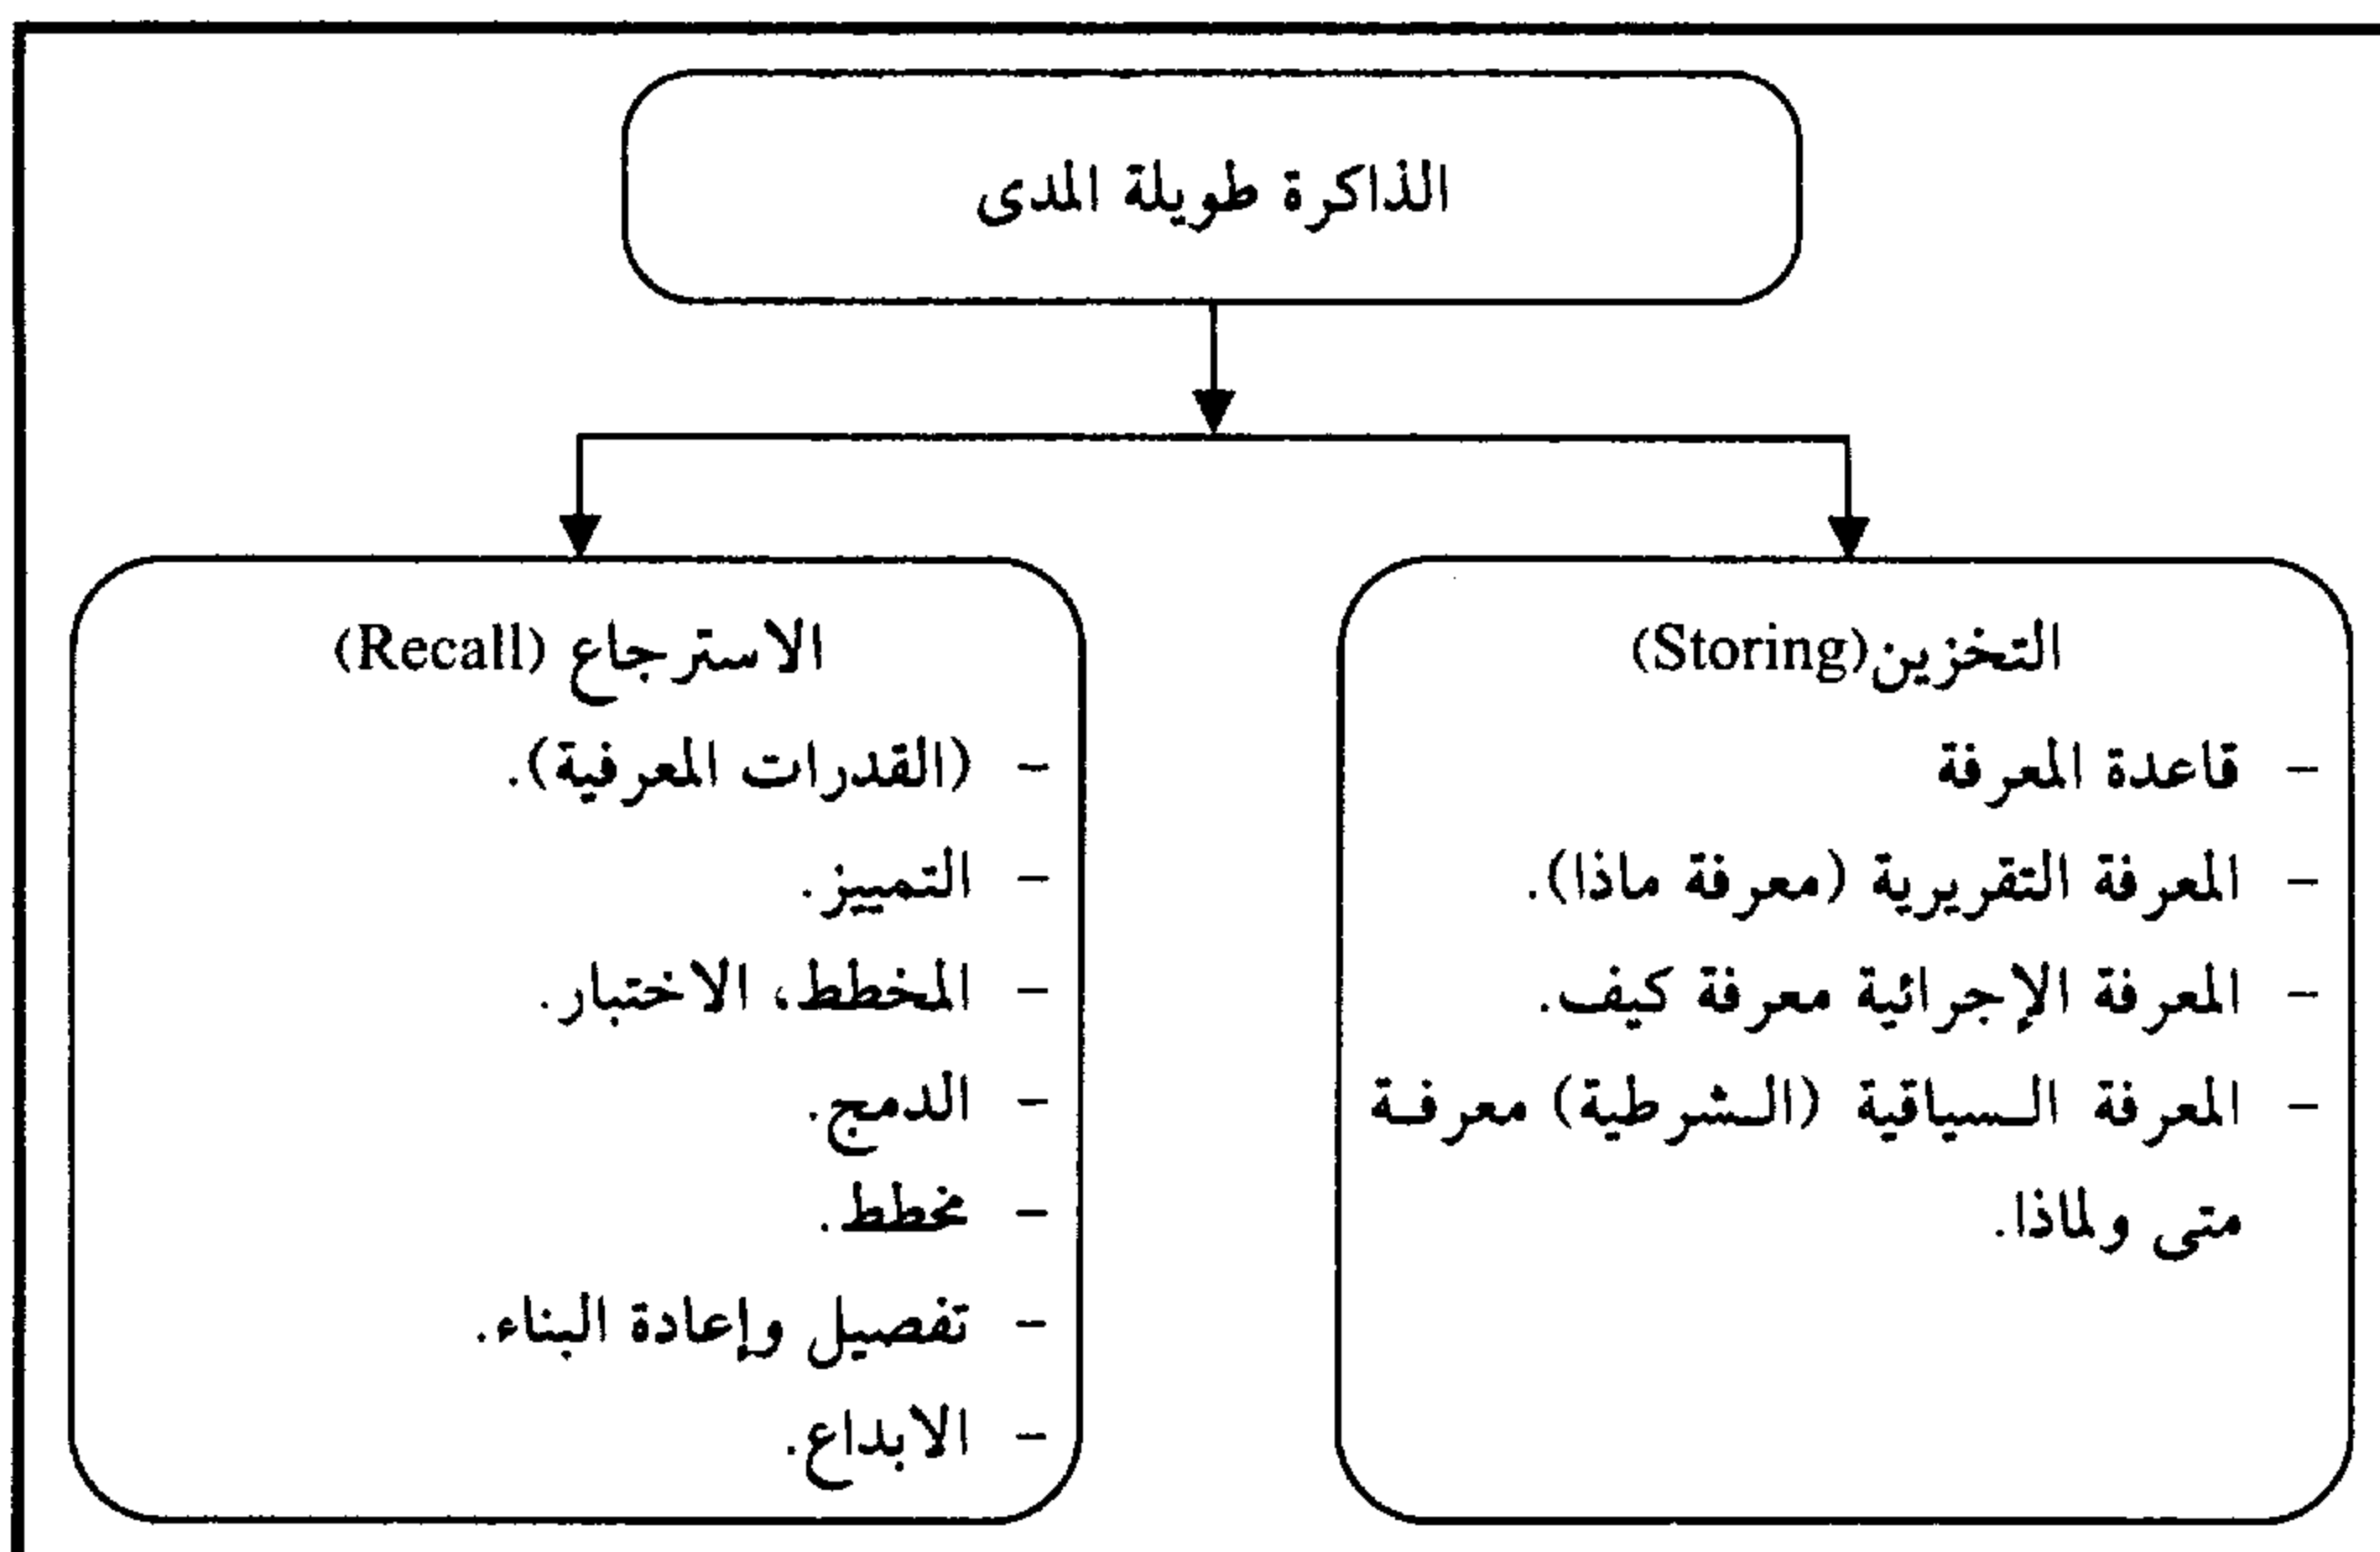 الذاكرة طويلة المدى
التخزين(Storing)
- قاعدة المعرفة
- المعرفة التقريرية (معرفة ماذا).
- المعرفة الإجرائية معرفة كيف.
- المعرفة السياقية (الشرطية) معرفة
متى ولماذا.
الاسترجاع (Recall)
- (القدرات المعرفية).
- التمييز.
- المخطط، الاختبار.
- الدمج.
- مخطط.
- تفصيل وإعادة البناء.
- الابداع.